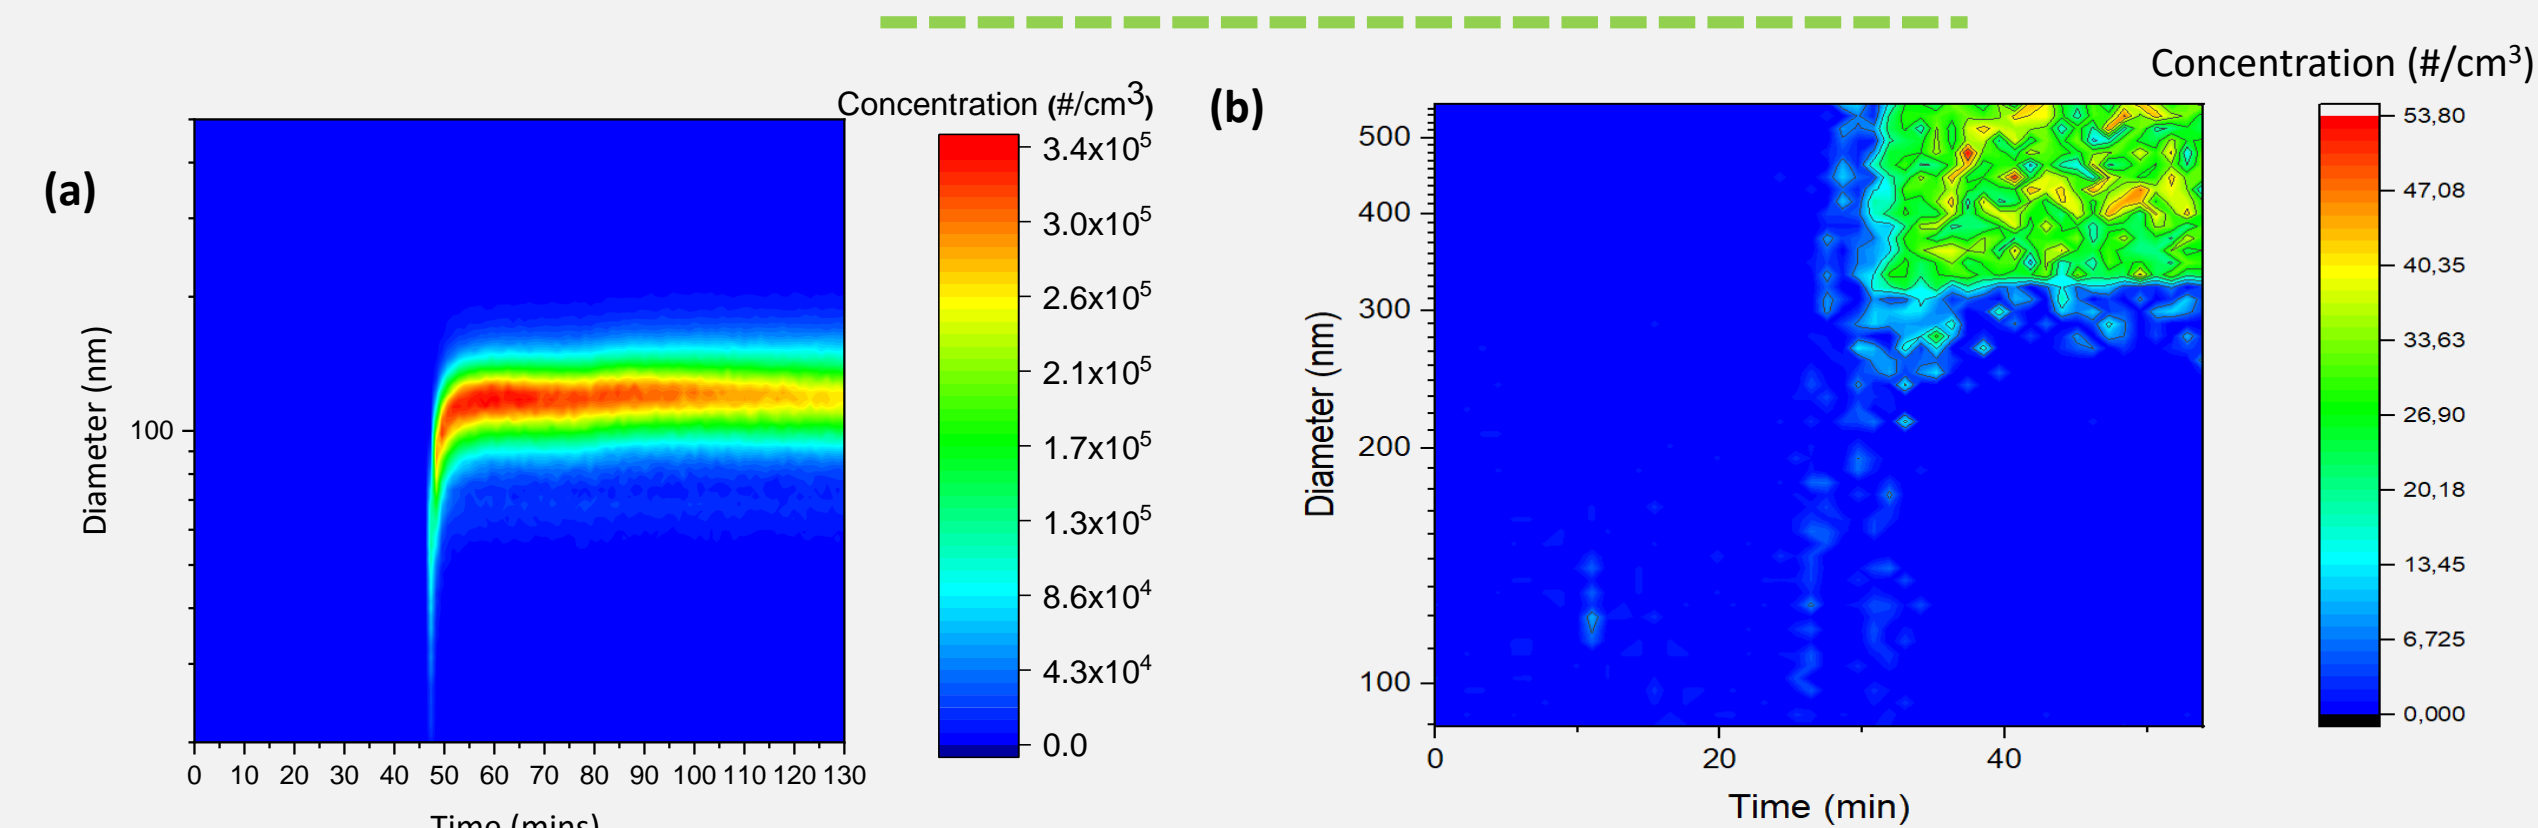 (a)
Concentration (#/cm³)
3.4x10⁵
3.0x10⁵
2.6x10⁵
2.1x10⁵
1.7x10⁵
1.3x10⁵
8.6x10⁴
4.3x10⁴
0.0
Diameter (nm)
100
0 10 20 30 40 50 60 70 80 90 100 110 120 130
Time (mins)
(b)
Concentration (#/cm³)
53,80
47,08
40,35
33,63
26,90
20,18
13,45
6,725
0,000
Diameter (nm)
500
400
300
200
100
0 20 40
Time (min)